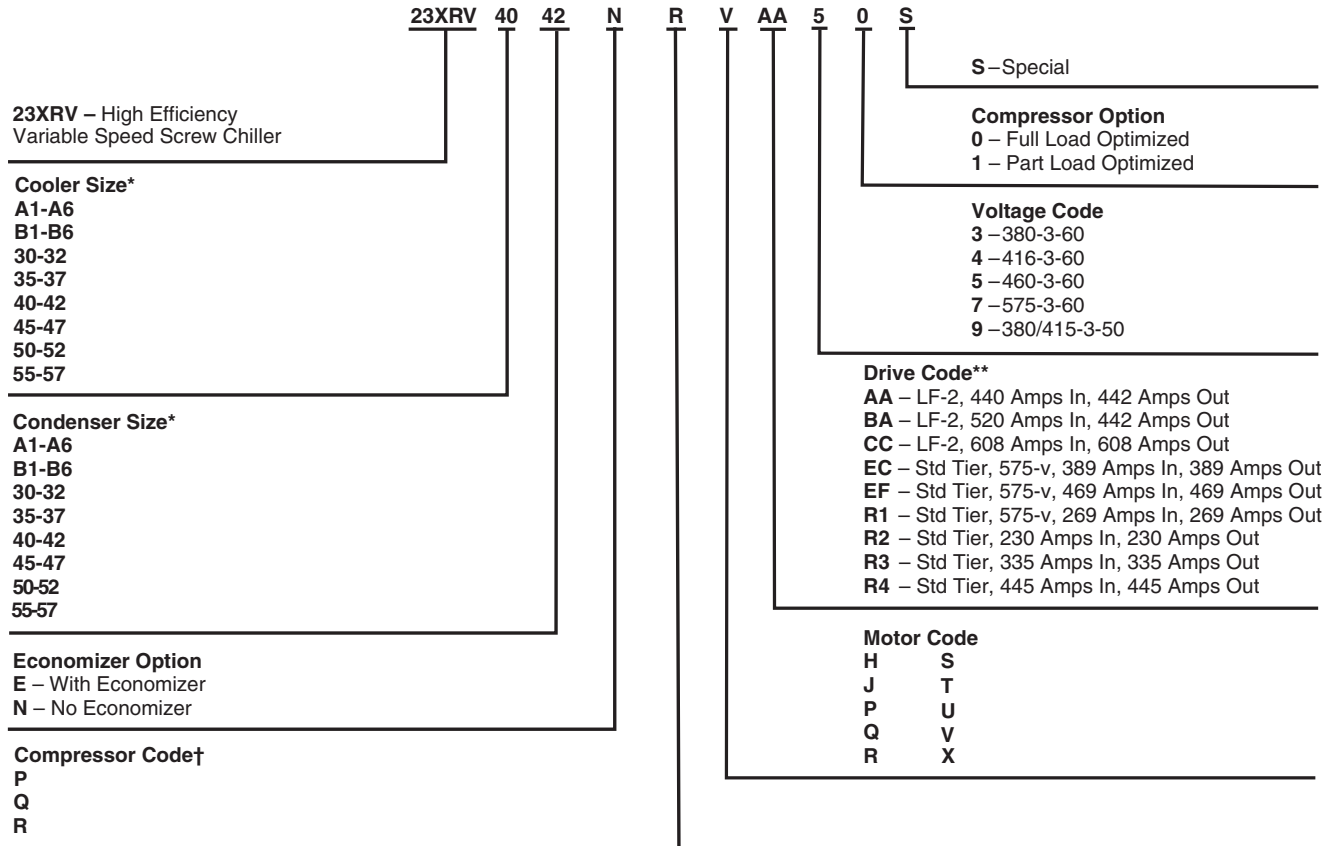 23XRV 40 42 N R V AA 5 0 S
23XRV – High Efficiency
Variable Speed Screw Chiller
Cooler Size*
A1-A6
B1-B6
30-32
35-37
40-42
45-47
50-52
55-57
Condenser Size*
A1-A6
B1-B6
30-32
35-37
40-42
45-47
50-52
55-57
Economizer Option
E – With Economizer
N – No Economizer
Compressor Code†
P
Q
R
S –Special
Compressor Option
0 – Full Load Optimized
1 – Part Load Optimized
Voltage Code
3 –380-3-60
4 –416-3-60
5 –460-3-60
7 –575-3-60
9 –380/415-3-50
Drive Code**
AA – LF-2, 440 Amps In, 442 Amps Out
BA – LF-2, 520 Amps In, 442 Amps Out
CC – LF-2, 608 Amps In, 608 Amps Out
EC – Std Tier, 575-v, 389 Amps In, 389 Amps Out
EF – Std Tier, 575-v, 469 Amps In, 469 Amps Out
R1 – Std Tier, 575-v, 269 Amps In, 269 Amps Out
R2 – Std Tier, 230 Amps In, 230 Amps Out
R3 – Std Tier, 335 Amps In, 335 Amps Out
R4 – Std Tier, 445 Amps In, 445 Amps Out
Motor Code
H S
J T
P U
Q V
R X